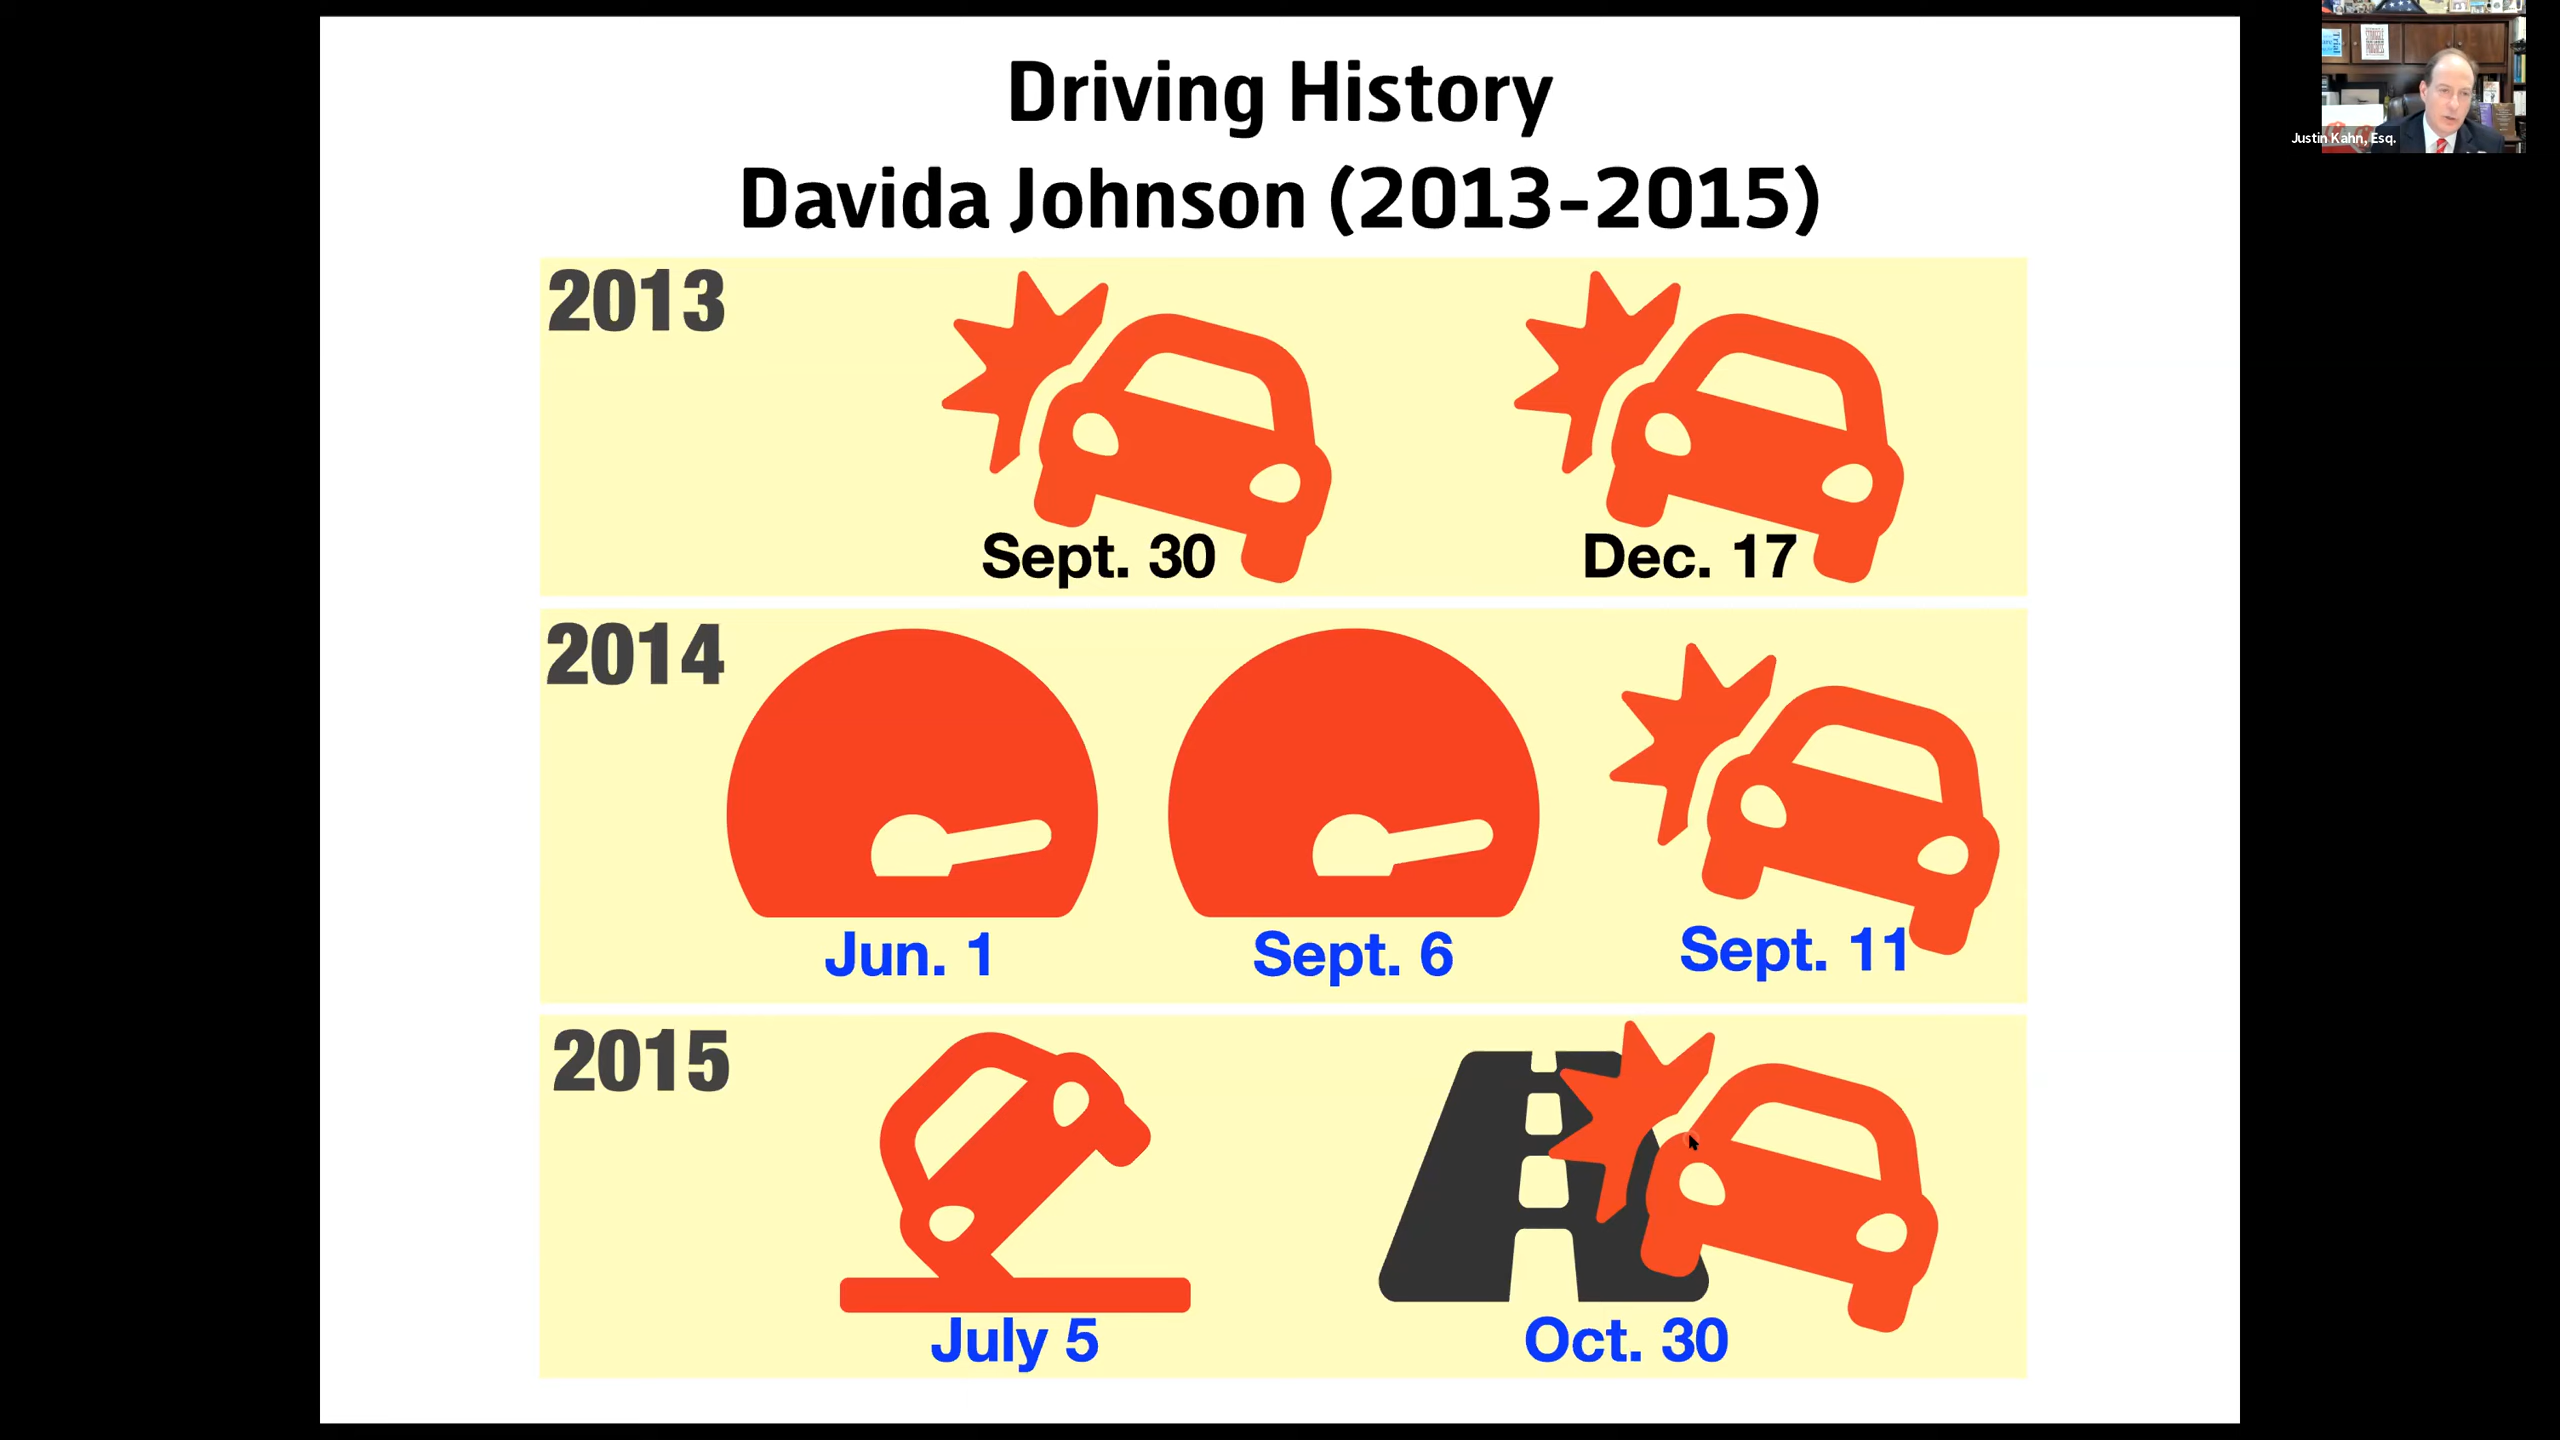 Driving History
Davida Johnson (2013-2015)
2013
Sept. 30
Dec. 17
2014
Jun. 1
Sept. 6
Sept. 11
2015
July 5
Oct. 30
Justin Kahn, Esq.
Trial